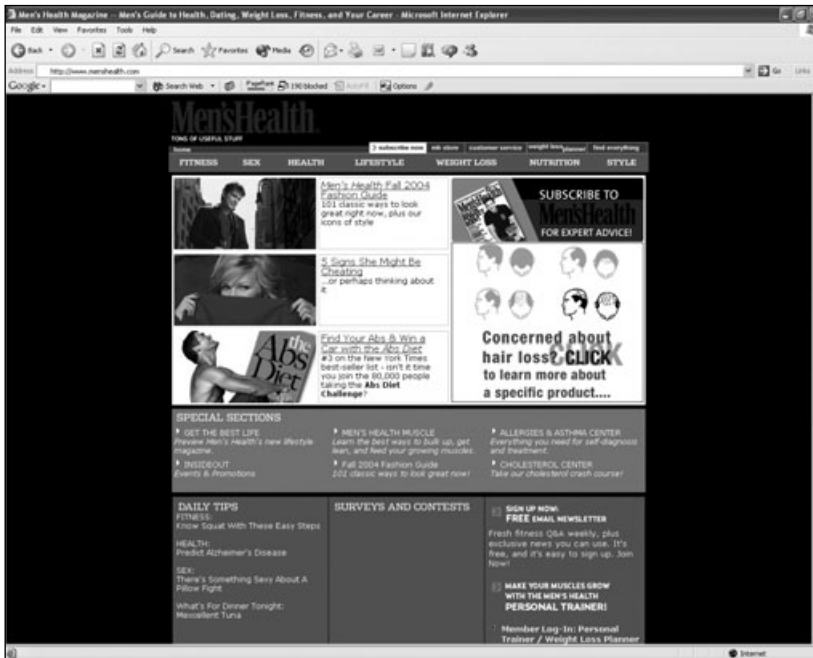 Men's Health Magazine -- Men's Guide to Health, Dating, Weight Loss, Fitness, and Your Career - Microsoft Internet Explorer
File Edit View Favorites Tools Help
Back Search Favorites Media
Address http://www.menshealth.com Go Links
Google Search Web PageRank 190 blocked AutoFill Options
Men'sHealth
TONS OF USEFUL STUFF
home subscribe now mh store customer service weight loss planner find everything
FITNESS SEX HEALTH LIFESTYLE WEIGHT LOSS NUTRITION STYLE
Men's Health Fall 2004
Fashion Guide
101 classic ways to look
great right now, plus our
icons of style
5 Signs She Might Be
Cheating
...or perhaps thinking about
it
the
Abs
Diet
Find Your Abs & Win a
Car with the Abs Diet
#3 on the New York Times
best-seller list - isn't it time
you join the 80,000 people
taking the Abs Diet
Challenge?
SUBSCRIBE TO
Men'sHealth
FOR EXPERT ADVICE!
Concerned about
hair loss? CLICK
to learn more about
a specific product....
SPECIAL SECTIONS
GET THE BEST LIFE
Preview Men's Health's new lifestyle
magazine.
INSIDEOUT
Events & Promotions
MEN'S HEALTH MUSCLE
Learn the best ways to bulk up, get
lean, and feed your growing muscles.
Fall 2004 Fashion Guide
101 classic ways to look great now!
ALLERGIES & ASTHMA CENTER
Everything you need for self-diagnosis
and treatment.
CHOLESTEROL CENTER
Take our cholesterol crash course!
DAILY TIPS
FITNESS:
Know Squat With These Easy Steps
HEALTH:
Predict Alzheimer's Disease
SEX:
There's Something Sexy About A
Pillow Fight
What's For Dinner Tonight:
Mexcellent Tuna
SURVEYS AND CONTESTS
SIGN UP NOW:
FREE EMAIL NEWSLETTER
Fresh fitness Q&A weekly, plus
exclusive news you can use. It's
free, and it's easy to sign up. Join
Now!
MAKE YOUR MUSCLES GROW
WITH THE MEN'S HEALTH
PERSONAL TRAINER!
Member Log-In: Personal
Trainer / Weight Loss Planner
Internet